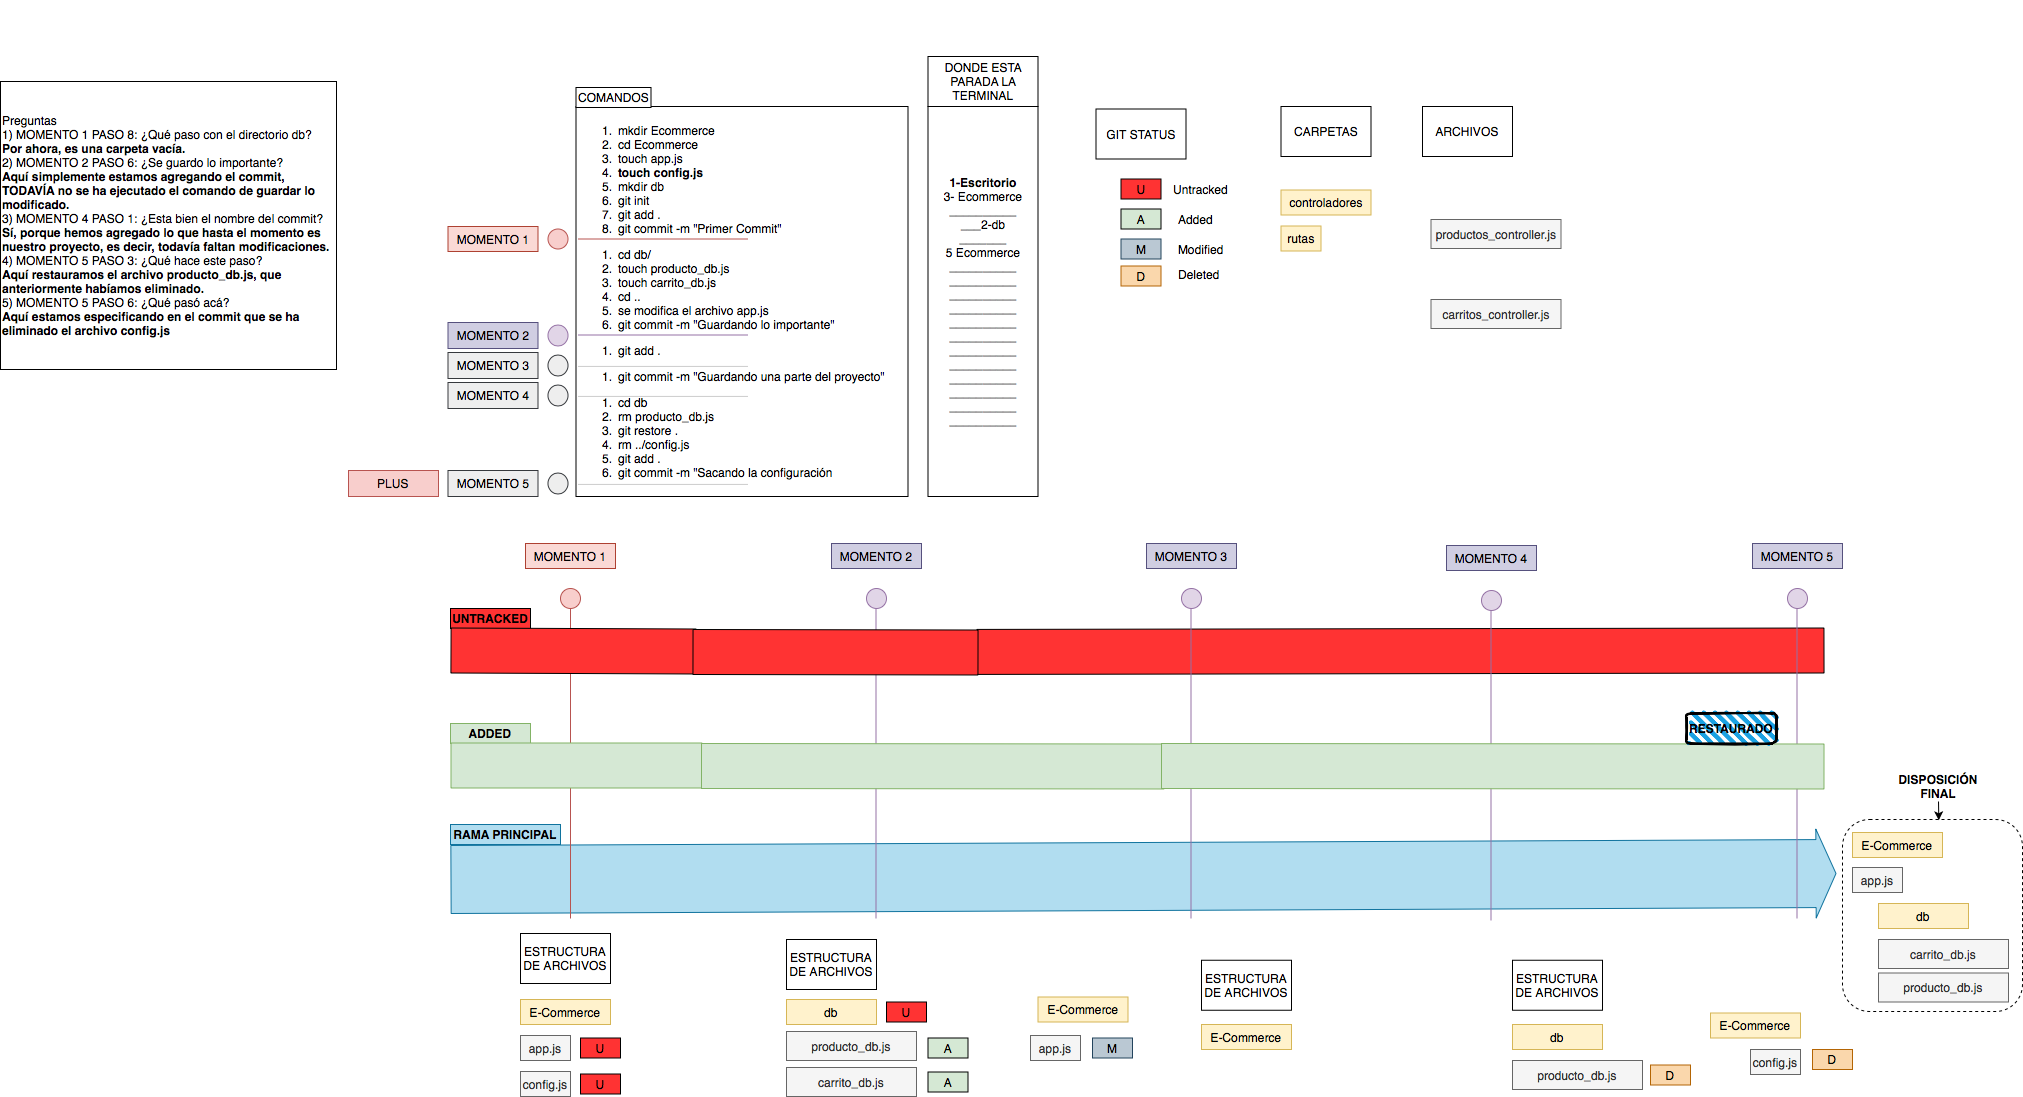 Preguntas
1) MOMENTO 1 PASO 8: ¿Qué paso con el directorio db?
Por ahora, es una carpeta vacía.
2) MOMENTO 2 PASO 6: ¿Se guardo lo importante?
Aquí simplemente estamos agregando el commit,
TODAVÍA no se ha ejecutado el comando de guardar lo
modificado.
3) MOMENTO 4 PASO 1: ¿Esta bien el nombre del commit?
Sí, porque hemos agregado lo que hasta el momento es
nuestro proyecto, es decir, todavía faltan modificaciones.
4) MOMENTO 5 PASO 3: ¿Qué hace este paso?
Aquí restauramos el archivo producto_db.js, que
anteriormente habíamos eliminado.
5) MOMENTO 5 PASO 6: ¿Qué pasó acá?
Aquí estamos especificando en el commit que se ha
eliminado el archivo config.js
COMANDOS
1. mkdir Ecommerce
2. cd Ecommerce
3. touch app.js
4. touch config.js
5. mkdir db
6. git init
7. git add .
8. git commit -m "Primer Commit"
MOMENTO 1
1. cd db/
2. touch producto_db.js
3. touch carrito_db.js
4. cd ..
5. se modifica el archivo app.js
6. git commit -m "Guardando lo importante"
MOMENTO 2
1. git add .
MOMENTO 3
1. git commit -m "Guardando una parte del proyecto"
MOMENTO 4
1. cd db
2. rm producto_db.js
3. git restore .
4. rm ../config.js
5. git add .
6. git commit -m "Sacando la configuración
PLUS
MOMENTO 5
DONDE ESTA
PARADA LA
TERMINAL
1-Escritorio
3- Ecommerce
__________
___2-db
_______
5 Ecommerce
__________
__________
__________
__________
__________
__________
__________
__________
__________
__________
__________
__________
GIT STATUS
U Untracked
A Added
M Modified
D Deleted
CARPETAS
controladores
rutas
ARCHIVOS
productos_controller.js
carritos_controller.js
MOMENTO 1
MOMENTO 2
MOMENTO 3
MOMENTO 4
MOMENTO 5
UNTRACKED
ADDED
RESTAURADO
RAMA PRINCIPAL
DISPOSICIÓN
FINAL
E-Commerce
app.js
db
carrito_db.js
producto_db.js
ESTRUCTURA
DE ARCHIVOS
E-Commerce
app.js U
config.js U
ESTRUCTURA
DE ARCHIVOS
db U
producto_db.js A
carrito_db.js A
E-Commerce
app.js M
ESTRUCTURA
DE ARCHIVOS
E-Commerce
ESTRUCTURA
DE ARCHIVOS
db
producto_db.js D
E-Commerce
config.js D